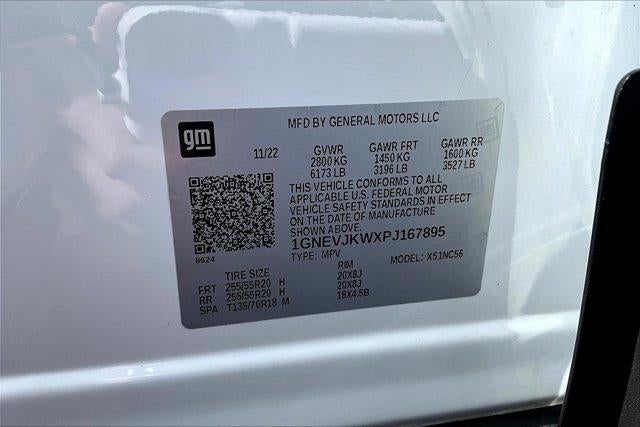 gm
MFD BY GENERAL MOTORS LLC
11/22 GVWR GAWR FRT GAWR RR
2800 KG 1450 KG 1600 KG
6173 LB 3196 LB 3527 LB
THIS VEHICLE CONFORMS TO ALL
APPLICABLE U.S. FEDERAL MOTOR
VEHICLE SAFETY STANDARDS IN EFFECT
ON THE DATE OF MANUFACTURE
SHOWN ABOVE.
1GNEVJKWXPJ167895
8624 TYPE: MPV MODEL: X51NC56
TIRE SIZE RIM
FRT 255/55R20 H 20X8J
RR 255/55R20 H 20X8J
SPA T135/70R18 M 18X4.5B